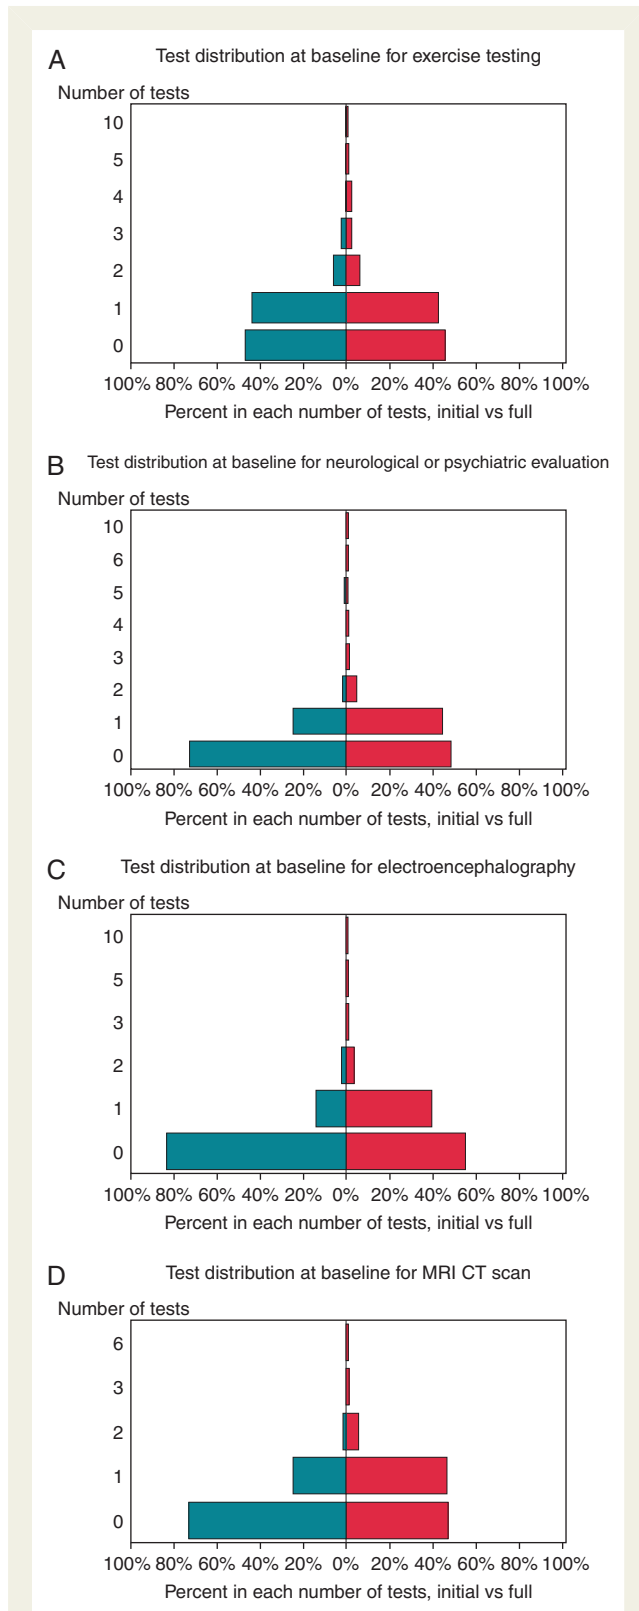 A Test distribution at baseline for exercise testing
Number of tests
10
5
4
3
2
1
0
100% 80% 60% 40% 20% 0% 20% 40% 60% 80% 100%
Percent in each number of tests, initial vs full
B Test distribution at baseline for neurological or psychiatric evaluation
Number of tests
10
6
5
4
3
2
1
0
100% 80% 60% 40% 20% 0% 20% 40% 60% 80% 100%
Percent in each number of tests, initial vs full
C Test distribution at baseline for electroencephalography
Number of tests
10
5
3
2
1
0
100% 80% 60% 40% 20% 0% 20% 40% 60% 80% 100%
Percent in each number of tests, initial vs full
D Test distribution at baseline for MRI CT scan
Number of tests
6
3
2
1
0
100% 80% 60% 40% 20% 0% 20% 40% 60% 80% 100%
Percent in each number of tests, initial vs full